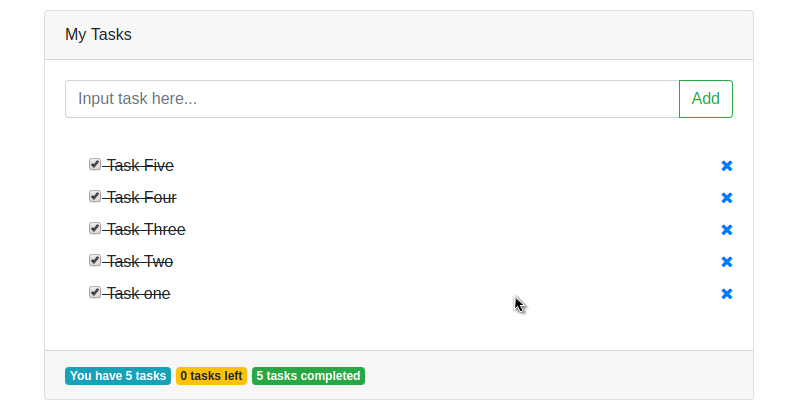 My Tasks
Input task here... Add
Task Five
Task Four
Task Three
Task Two
Task one
You have 5 tasks 0 tasks left 5 tasks completed